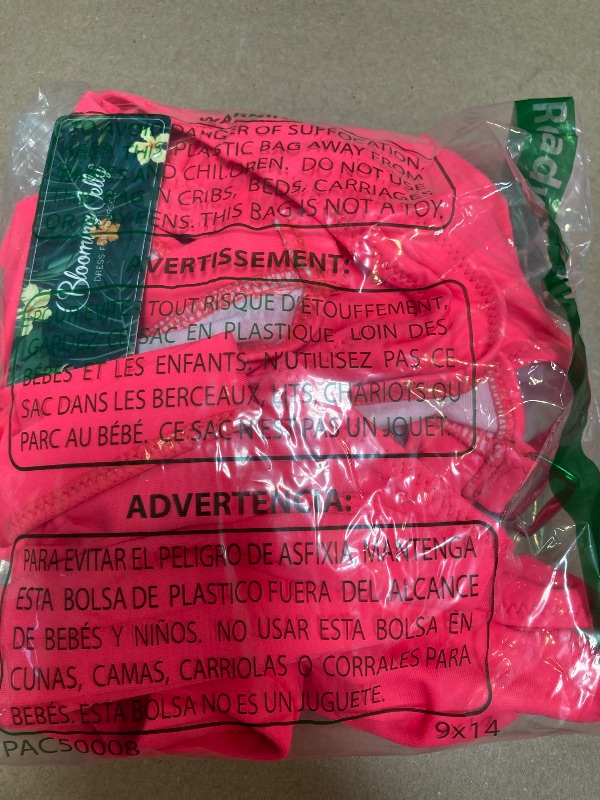 WARNING
DANGER OF SUFFOCATION,
PLASTIC BAG AWAY FROM
AND CHILDREN. DO NOT USE
IN CRIBS, BEDS, CARRIAGES
THIS BAG IS NOT A TOY.
Blooming Jelly
AVERTISSEMENT:
TOUT RISQUE D'ÉTOUFFEMENT,
GARDEZ CE SAC EN PLASTIQUE LOIN DES
BÉBÉS ET LES ENFANTS. N'UTILISEZ PAS CE
SAC DANS LES BERCEAUX, LITS, CHARIOTS OU
PARC AU BÉBÉ. CE SAC N'EST PAS UN JOUET.
ADVERTENCIA:
PARA EVITAR EL PELIGRO DE ASFIXIA, MANTENGA
ESTA BOLSA DE PLASTICO FUERA DEL ALCANCE
DE BEBÉS Y NIÑOS. NO USAR ESTA BOLSA EN
CUNAS, CAMAS, CARRIOLAS O CORRALES PARA
BEBÉS. ESTA BOLSA NO ES UN JUGUETE.
PAC50008
9x14